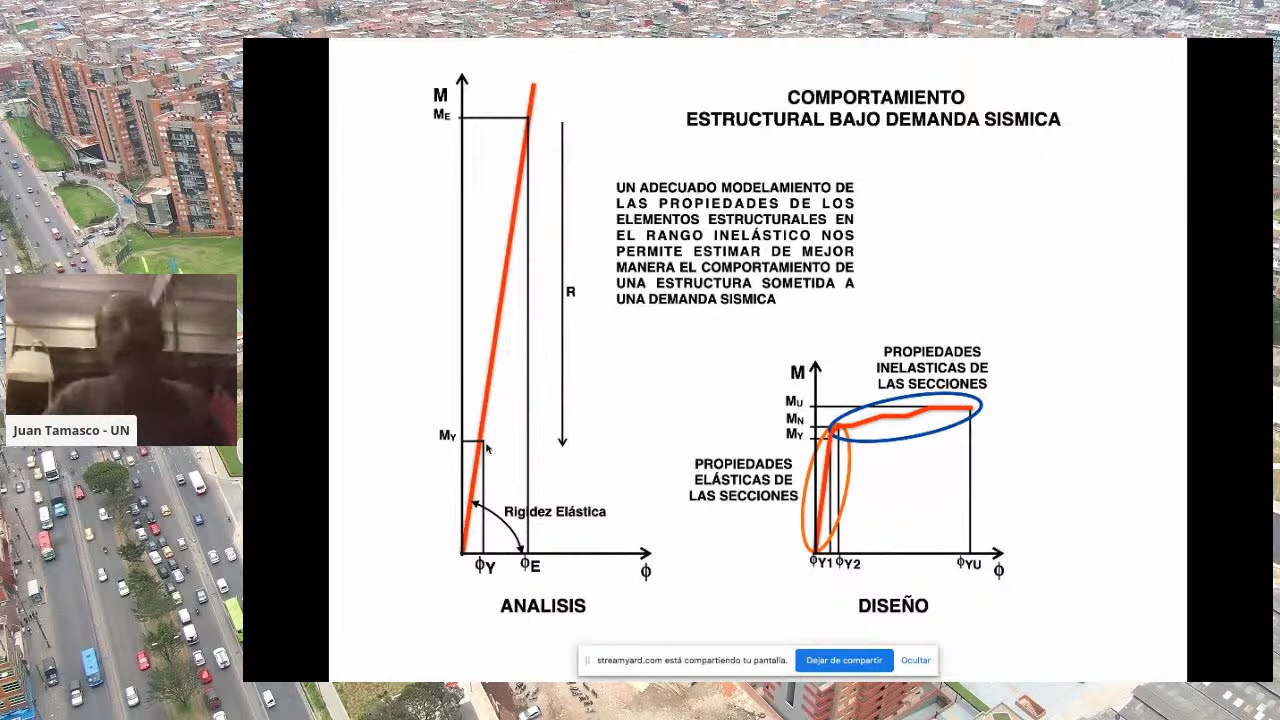 COMPORTAMIENTO
ESTRUCTURAL BAJO DEMANDA SISMICA
UN ADECUADO MODELAMIENTO DE
LAS PROPIEDADES DE LOS
ELEMENTOS ESTRUCTURALES EN
EL RANGO INELÁSTICO NOS
PERMITE ESTIMAR DE MEJOR
MANERA EL COMPORTAMIENTO DE
UNA ESTRUCTURA SOMETIDA A
UNA DEMANDA SISMICA
M
ME
R
MY
Rigidez Elástica
ϕY
ϕE
ϕ
ANALISIS
PROPIEDADES
INELASTICAS DE
LAS SECCIONES
M
MU
MN
MY
PROPIEDADES
ELÁSTICAS DE
LAS SECCIONES
ϕY1
ϕY2
ϕYU
ϕ
DISEÑO
Juan Tamasco - UN
streamyard.com está compartiendo tu pantalla.
Dejar de compartir
Ocultar